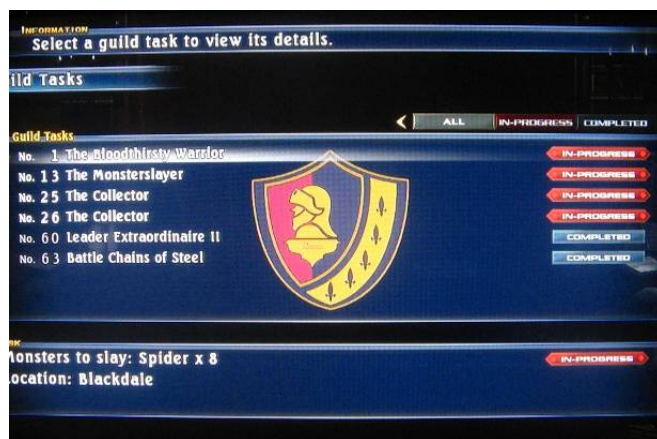 INFORMATION
Select a guild task to view its details.
ild Tasks
ALL IN-PROGRESS COMPLETED
Guild Tasks
No. 1 The Bloodthirsty Warrior IN-PROGRESS
No. 13 The Monsterslayer IN-PROGRESS
No. 25 The Collector IN-PROGRESS
No. 26 The Collector IN-PROGRESS
No. 60 Leader Extraordinaire II COMPLETED
No. 63 Battle Chains of Steel COMPLETED
SK
Monsters to slay: Spider x 8 IN-PROGRESS
Location: Blackdale